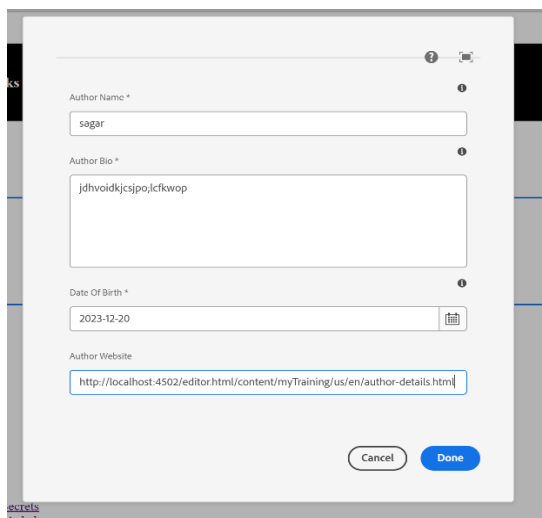 ks
Author Name *
sagar
Author Bio *
jdhvoidkjcsjpo;lcfkwop
Date Of Birth *
2023-12-20
Author Website
http://localhost:4502/editor.html/content/myTraining/us/en/author-details.html
Cancel Done
secrets